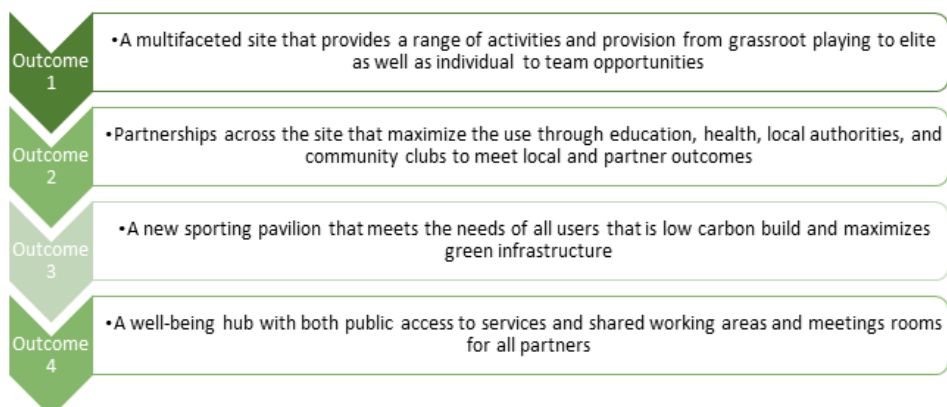 Outcome
1
•A multifaceted site that provides a range of activities and provision from grassroot playing to elite
as well as individual to team opportunities
Outcome
2
•Partnerships across the site that maximize the use through education, health, local authorities, and
community clubs to meet local and partner outcomes
Outcome
3
•A new sporting pavilion that meets the needs of all users that is low carbon build and maximizes
green infrastructure
Outcome
4
•A well-being hub with both public access to services and shared working areas and meetings rooms
for all partners